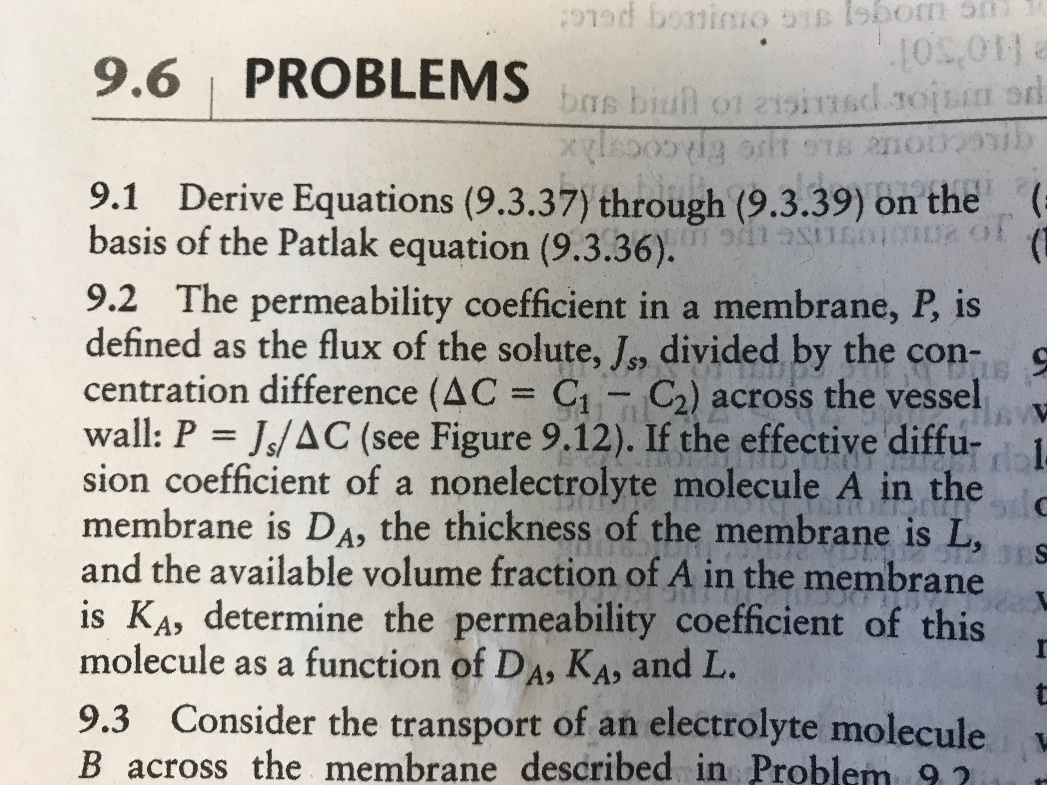 9.6 PROBLEMS
9.1 Derive Equations (9.3.37) through (9.3.39) on the
basis of the Patlak equation (9.3.36).
9.2 The permeability coefficient in a membrane, P, is
defined as the flux of the solute, Jₛ, divided by the con-
centration difference (ΔC = C₁ − C₂) across the vessel
wall: P = Jₛ/ΔC (see Figure 9.12). If the effective diffu-
sion coefficient of a nonelectrolyte molecule A in the
membrane is D_A, the thickness of the membrane is L,
and the available volume fraction of A in the membrane
is K_A, determine the permeability coefficient of this
molecule as a function of D_A, K_A, and L.
9.3 Consider the transport of an electrolyte molecule
B across the membrane described in Problem 9.2